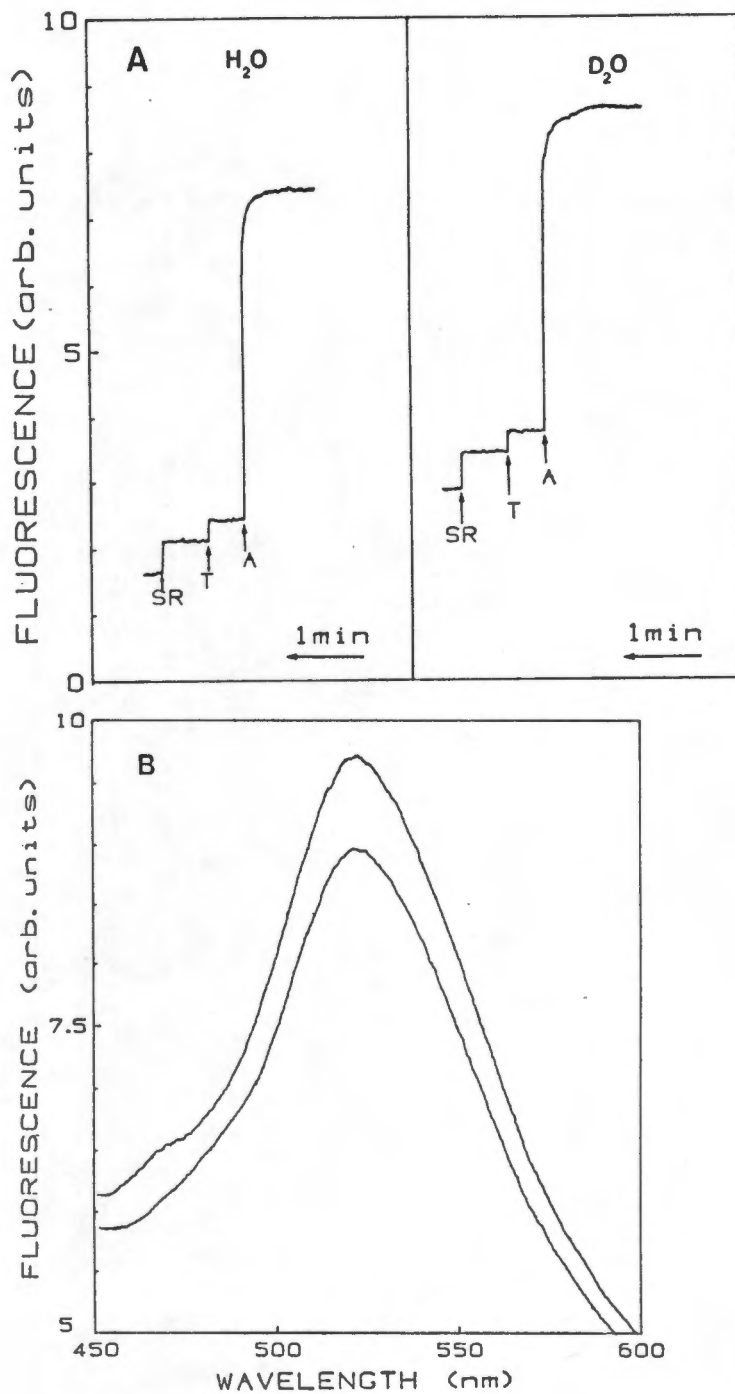 10
A
H₂O
D₂O
FLUORESCENCE (arb. units)
5
SR
T
A
SR
T
A
1min
1min
0
10
B
FLUORESCENCE (arb. units)
7.5
5
450
500
550
600
WAVELENGTH (nm)